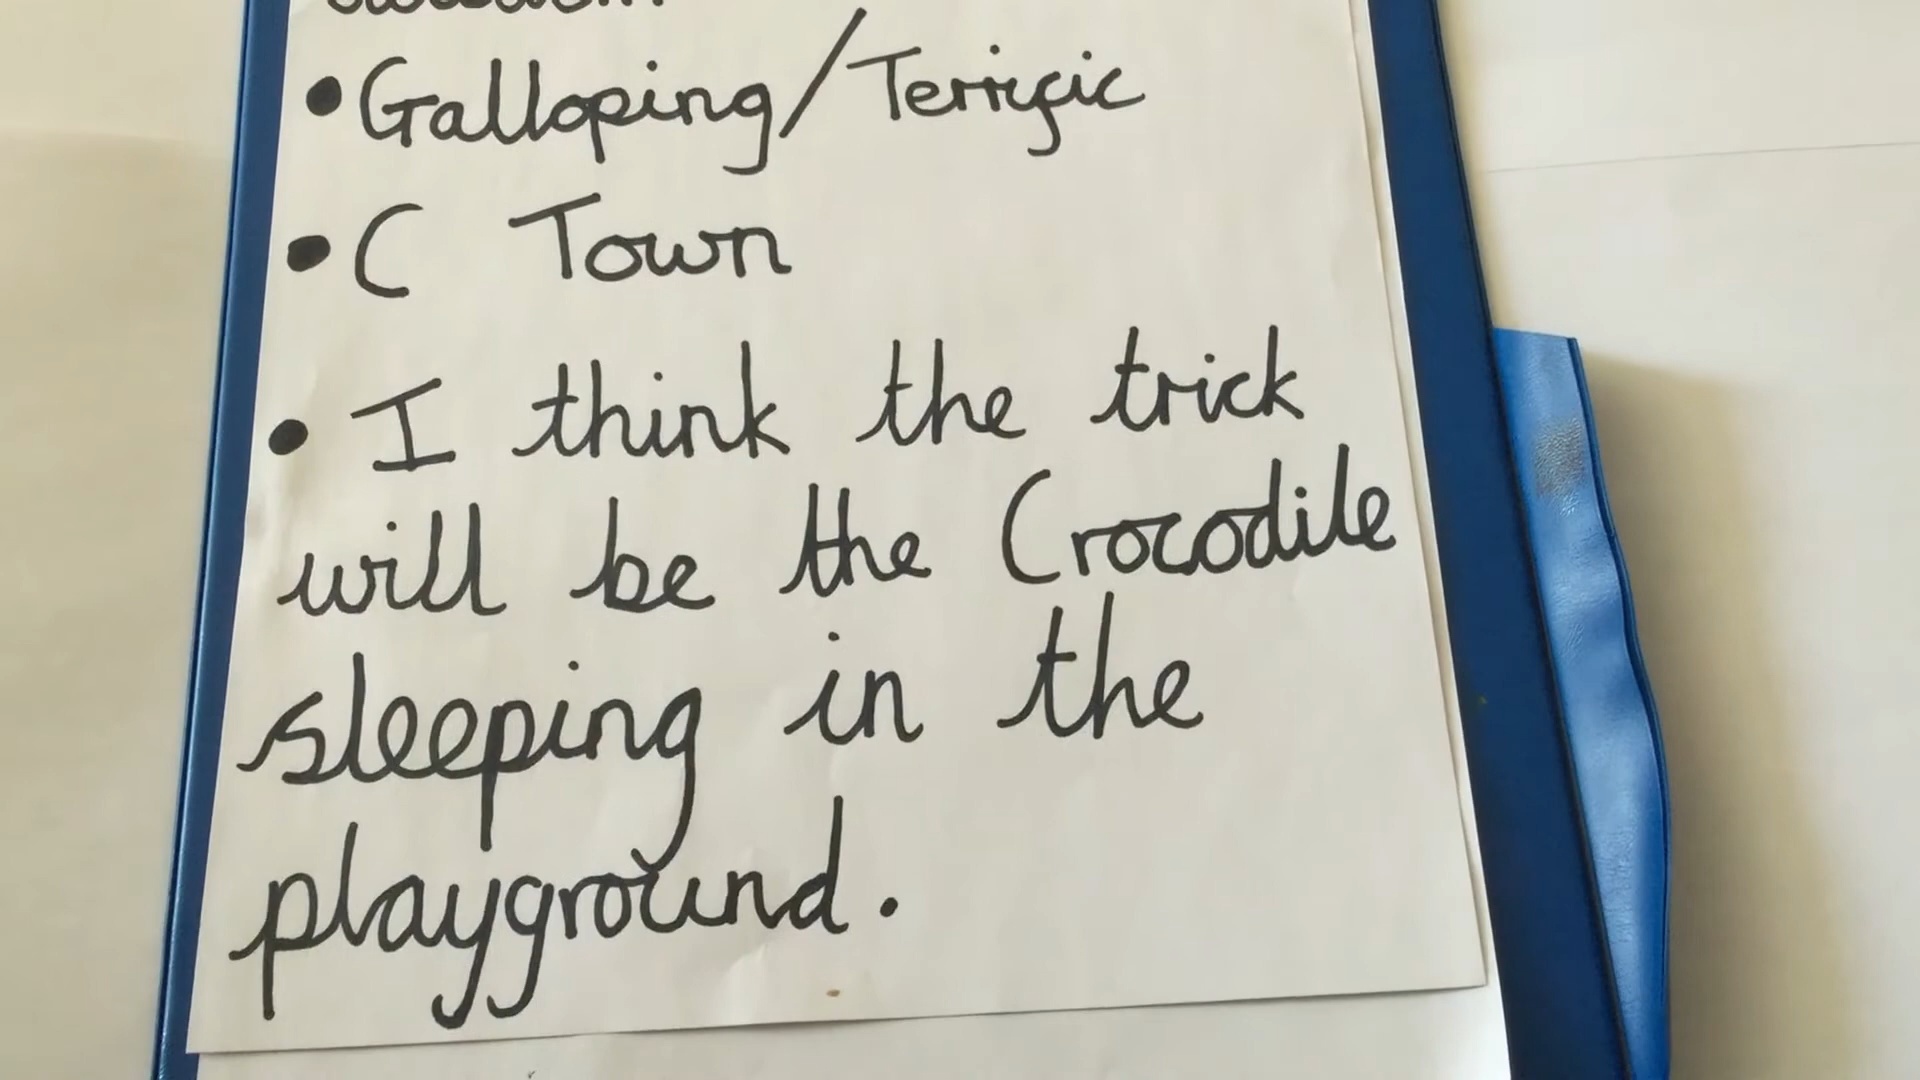 • Galloping/Terrific
• C Town
• I think the trick
will be the Crocodile
sleeping in the
playground.